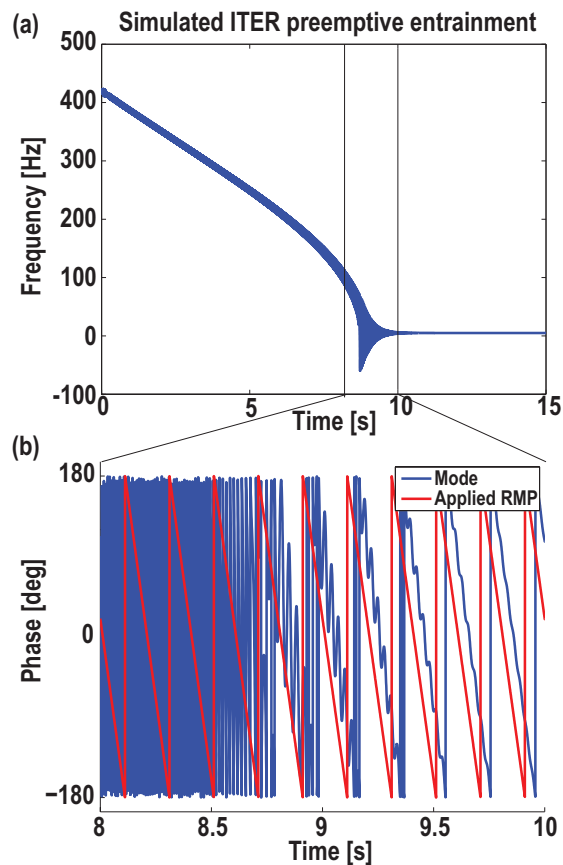 (a) Simulated ITER preemptive entrainment
500
400
300
200
100
0
-100
Frequency [Hz]
0 5 10 15
Time [s]
(b)
180
0
−180
Phase [deg]
Mode
Applied RMP
8 8.5 9 9.5 10
Time [s]